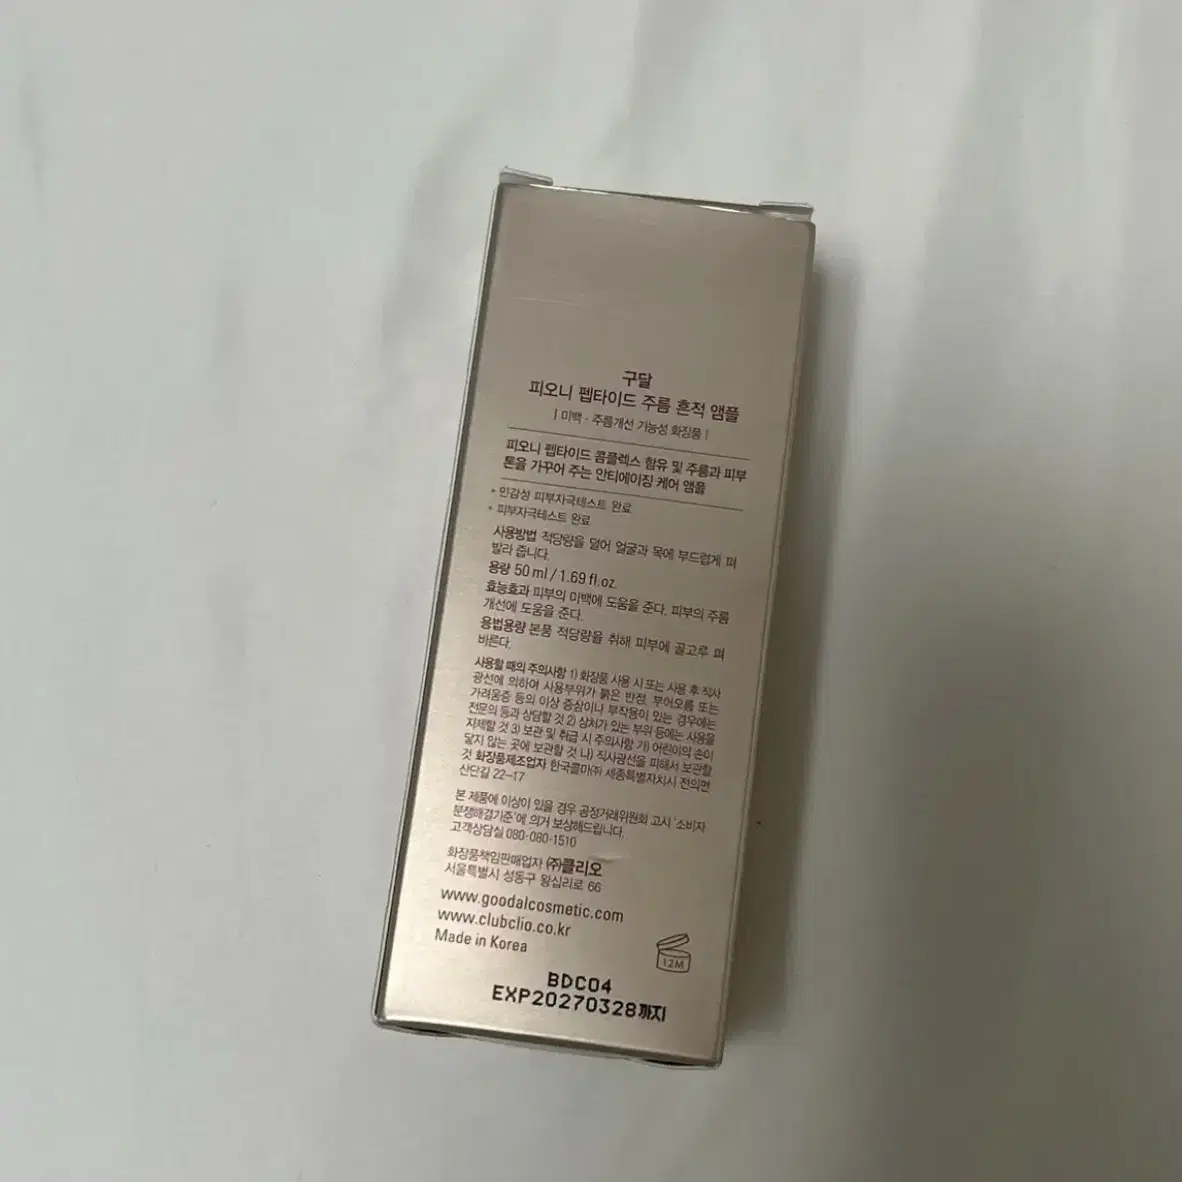 구달
피오니 펩타이드 주름 흔적 앰플
| 미백 · 주름개선 기능성 화장품 |
피오니 펩타이드 콤플렉스 함유 및 주름과 피부
톤을 가꾸어 주는 안티에이징 케어 앰플
* 민감성 피부자극테스트 완료
* 피부자극테스트 완료
사용방법 적당량을 덜어 얼굴과 목에 부드럽게 펴
발라 줍니다.
용량 50 ml / 1.69 fl.oz.
효능효과 피부의 미백에 도움을 준다. 피부의 주름
개선에 도움을 준다.
용법용량 본품 적당량을 취해 피부에 골고루 펴
바른다.
사용할 때의 주의사항 1) 화장품 사용 시 또는 사용 후 직사
광선에 의하여 사용부위가 붉은 반점, 부어오름 또는
가려움증 등의 이상 증상이나 부작용이 있는 경우에는
전문의 등과 상담할 것 2) 상처가 있는 부위 등에는 사용을
자제할 것 3) 보관 및 취급 시 주의사항 가) 어린이의 손이
닿지 않는 곳에 보관할 것 나) 직사광선을 피해서 보관할
것 화장품제조업자 한국콜마㈜ 세종특별자치시 전의면
산단길 22-17
본 제품에 이상이 있을 경우 공정거래위원회 고시 '소비자
분쟁해결기준'에 의거 보상해드립니다.
고객상담실 080-080-1510
화장품책임판매업자 ㈜클리오
서울특별시 성동구 왕십리로 66
www.goodalcosmetic.com
www.clubclio.co.kr
Made in Korea
12M
BDC04
EXP20270328까지